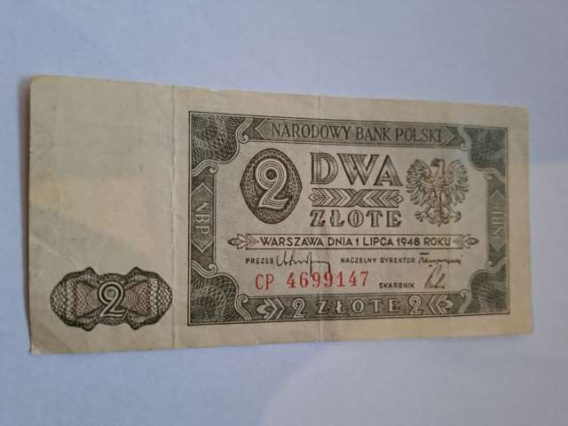 NARODOWY BANK POLSKI
2 DWA
ZŁOTE
NBP
NBP
WARSZAWA DNIA 1 LIPCA 1948 ROKU
PREZES NACZELNY DYREKTOR
CP 4699147
SKARBNIK
2
2 ZŁOTE 2